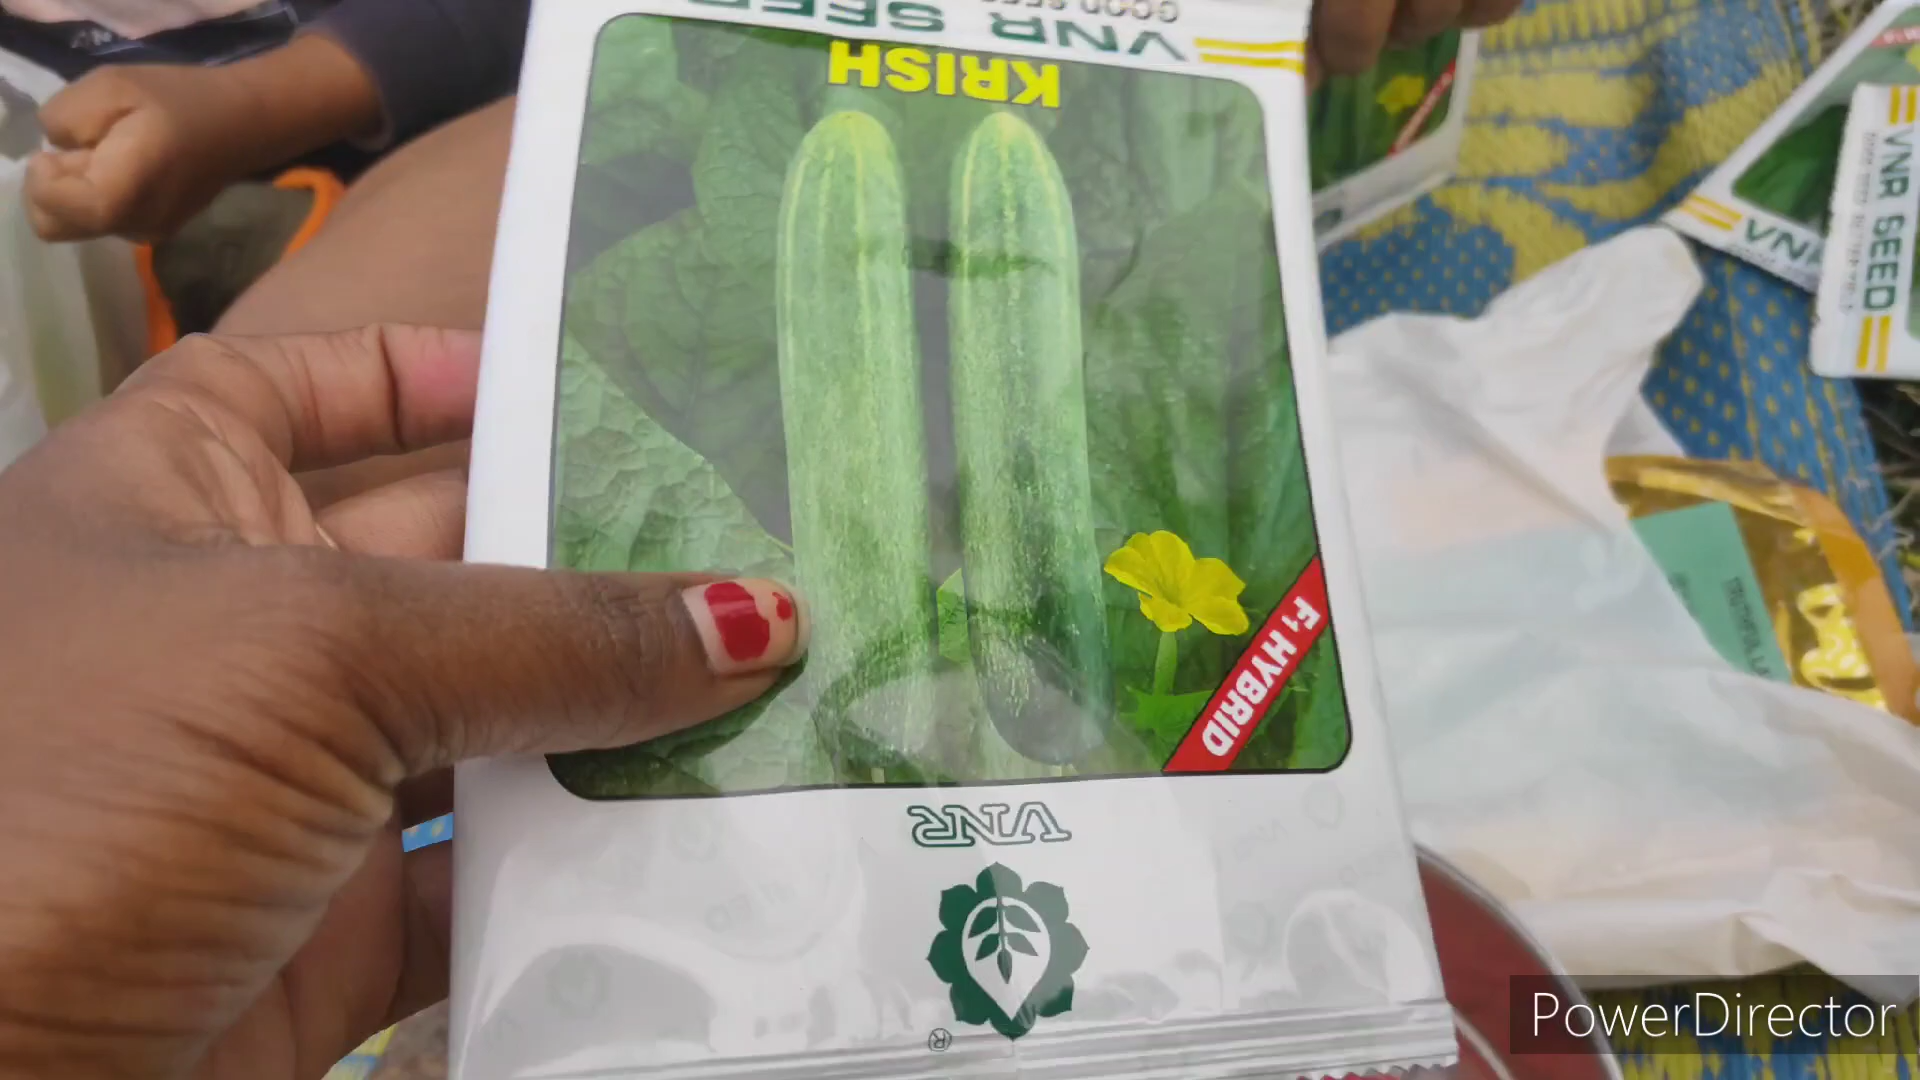 VNR SEED
KRISH
F1 HYBRID
VNR
®
VNR SEED
PowerDirector